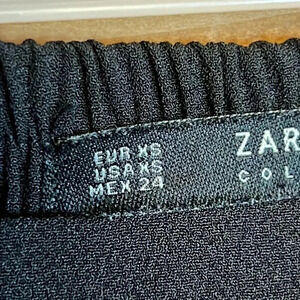 EUR XS
USA XS
MEX 24
ZAR
COL